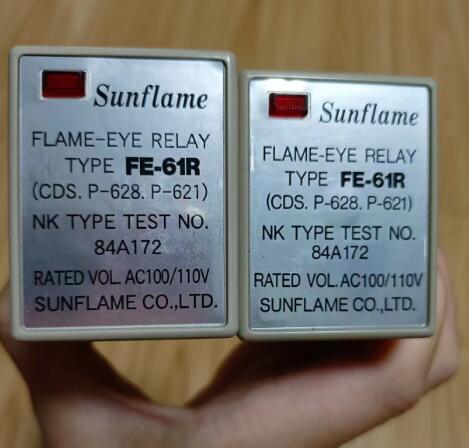 Sunflame
FLAME-EYE RELAY
TYPE FE-61R
(CDS. P-628. P-621)
NK TYPE TEST NO.
84A172
RATED VOL. AC100/110V
SUNFLAME CO.,LTD.
Sunflame
FLAME-EYE RELAY
TYPE FE-61R
(CDS. P-628. P-621)
NK TYPE TEST NO.
84A172
RATED VOL. AC100/110V
SUNFLAME CO.,LTD.